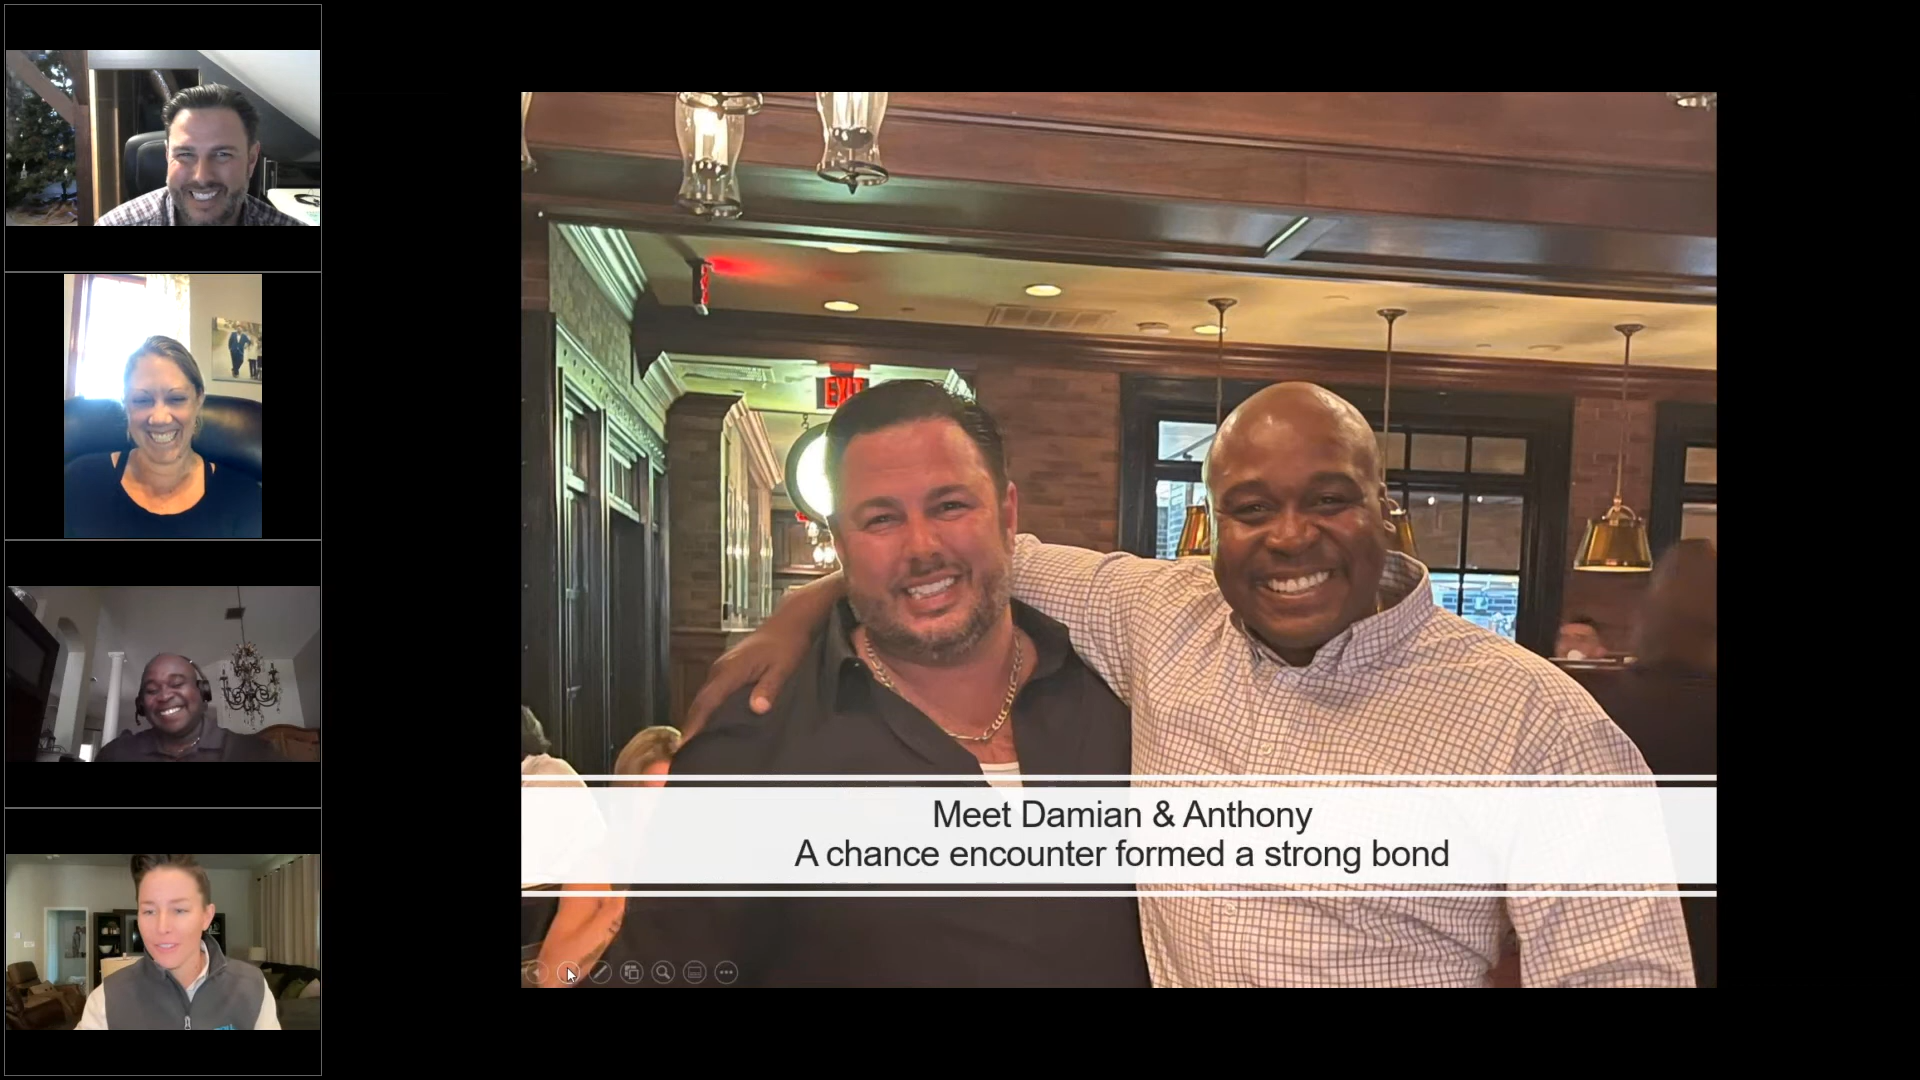 EXIT
Meet Damian & Anthony
A chance encounter formed a strong bond